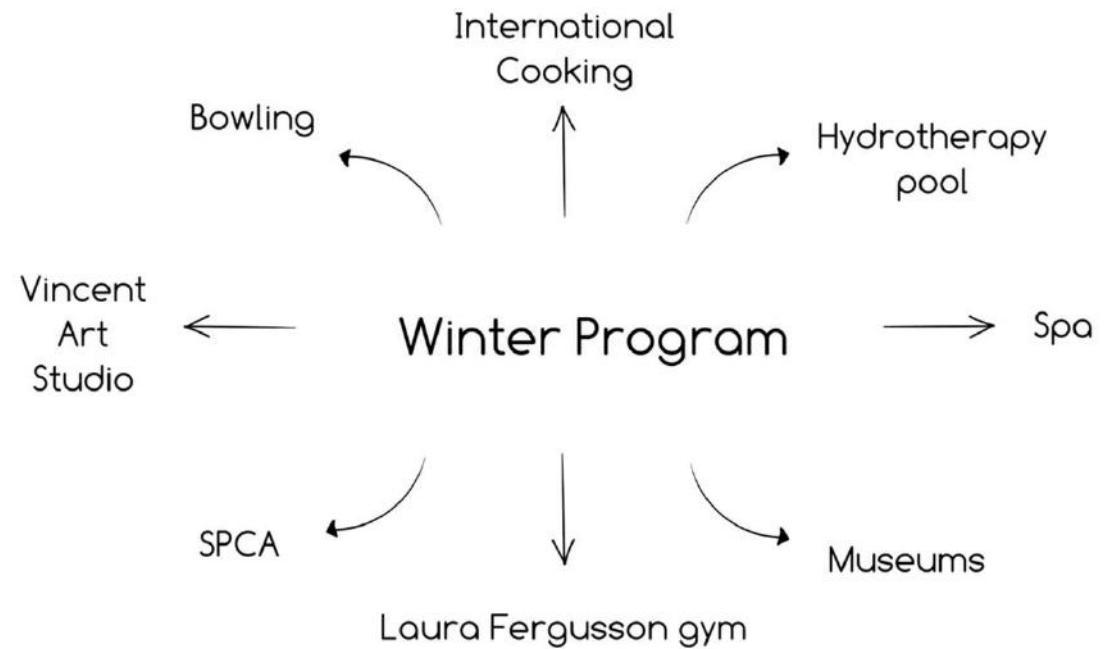 International
Cooking
Bowling
Hydrotherapy
pool
Vincent
Art
Studio
Winter Program
Spa
SPCA
Museums
Laura Fergusson gym